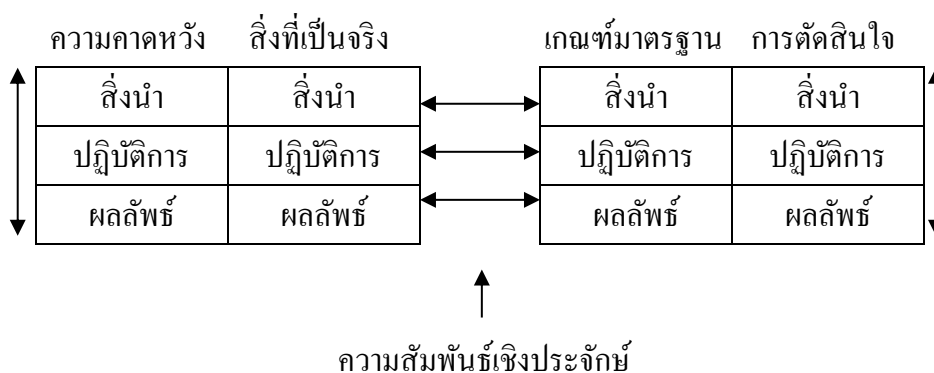 ความคาดหวัง สิ่งที่เป็นจริง เกณฑ์มาตรฐาน การตัดสินใจ
สิ่งนำ สิ่งนำ สิ่งนำ สิ่งนำ
ปฏิบัติการ ปฏิบัติการ ปฏิบัติการ ปฏิบัติการ
ผลลัพธ์ ผลลัพธ์ ผลลัพธ์ ผลลัพธ์
ความสัมพันธ์เชิงประจักษ์